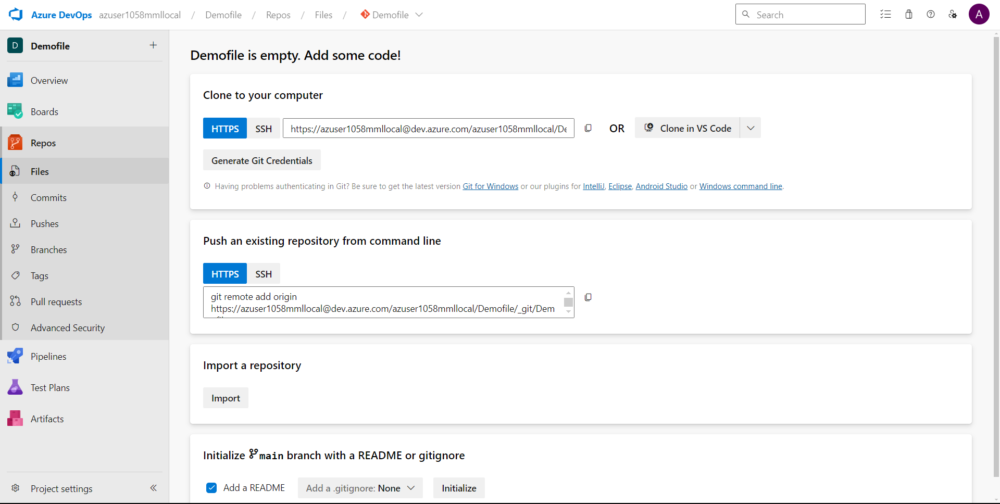 Azure DevOps azuser1058mmllocal / Demofile / Repos / Files / Demofile
Search
A
D Demofile
Overview
Boards
Repos
Files
Commits
Pushes
Branches
Tags
Pull requests
Advanced Security
Pipelines
Test Plans
Artifacts
Project settings
Demofile is empty. Add some code!
Clone to your computer
HTTPS SSH https://azuser1058mmllocal@dev.azure.com/azuser1058mmllocal/De OR Clone in VS Code
Generate Git Credentials
Having problems authenticating in Git? Be sure to get the latest version Git for Windows or our plugins for IntelliJ, Eclipse, Android Studio or Windows command line.
Push an existing repository from command line
HTTPS SSH
git remote add origin
https://azuser1058mmllocal@dev.azure.com/azuser1058mmllocal/Demofile/_git/Dem
Import a repository
Import
Initialize main branch with a README or gitignore
Add a README Add a .gitignore: None Initialize